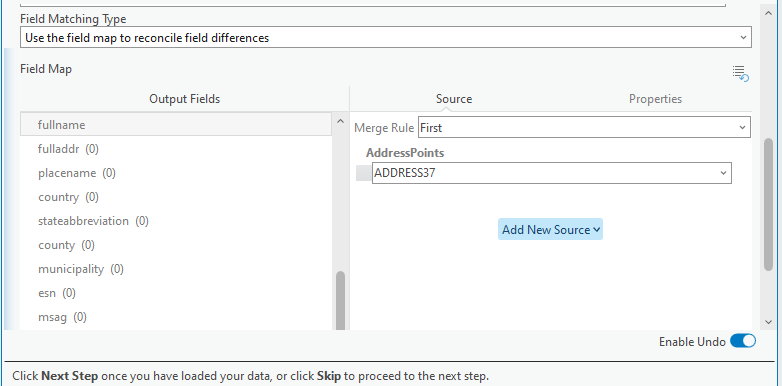 Field Matching Type
Use the field map to reconcile field differences
Field Map
Output Fields
Source
Properties
fullname
fulladdr (0)
placename (0)
country (0)
stateabbreviation (0)
county (0)
municipality (0)
esn (0)
msag (0)
Merge Rule First
AddressPoints
ADDRESS37
Add New Source
Enable Undo
Click Next Step once you have loaded your data, or click Skip to proceed to the next step.